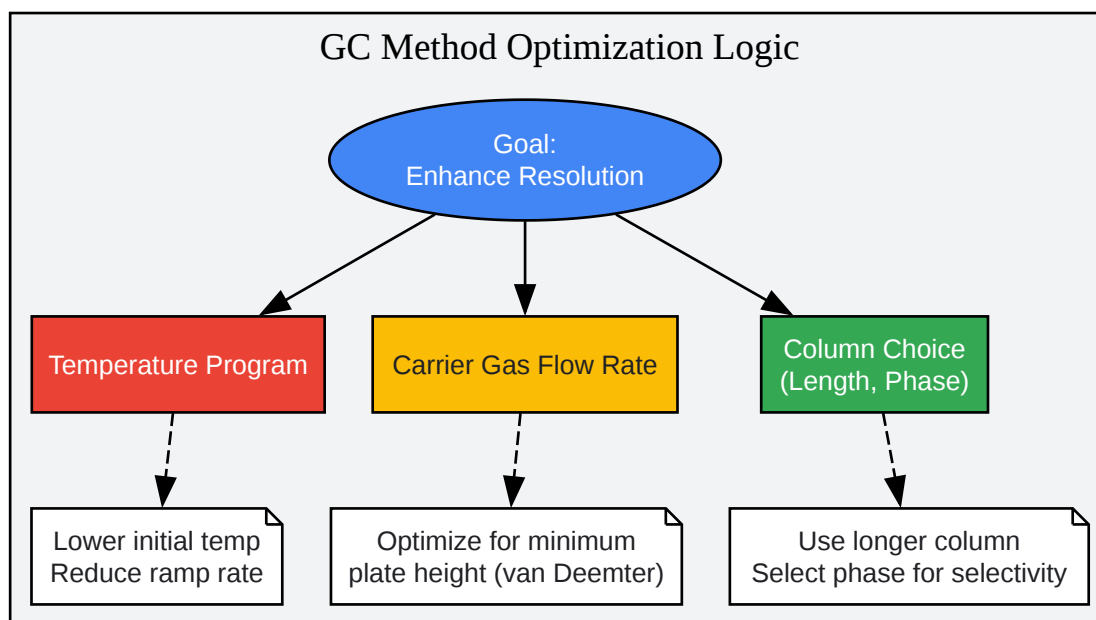 GC Method Optimization Logic
Goal:
Enhance Resolution
Temperature Program
Carrier Gas Flow Rate
Column Choice
(Length, Phase)
Lower initial temp
Reduce ramp rate
Optimize for minimum
plate height (van Deemter)
Use longer column
Select phase for selectivity